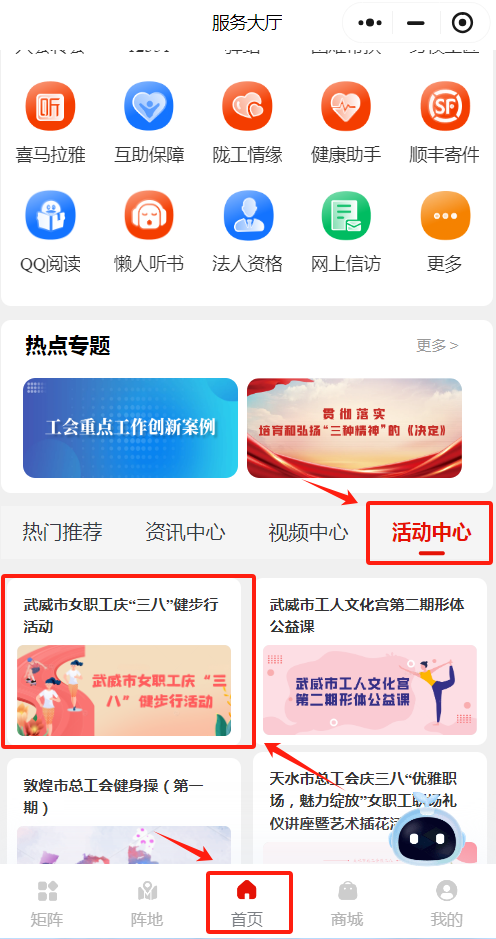 服务大厅
12351
驿站
喜马拉雅 互助保障 陇工情缘 健康助手 顺丰寄件
QQ阅读 懒人听书 法人资格 网上信访 更多
热点专题 更多 >
工会重点工作创新案例
贯彻落实
培育和弘扬“三种精神”的《决定》
热门推荐 资讯中心 视频中心 活动中心
武威市女职工庆“三八”健步行
活动
武威市女职工庆“三
八”健步行活动
武威市工人文化宫第二期形体
公益课
武威市工人文化宫
第二期形体公益课
敦煌市总工会健身操（第一
期）
天水市总工会庆三八“优雅职
场，魅力绽放”女职工职场礼
仪讲座暨艺术插花活
矩阵 阵地 首页 商城 我的